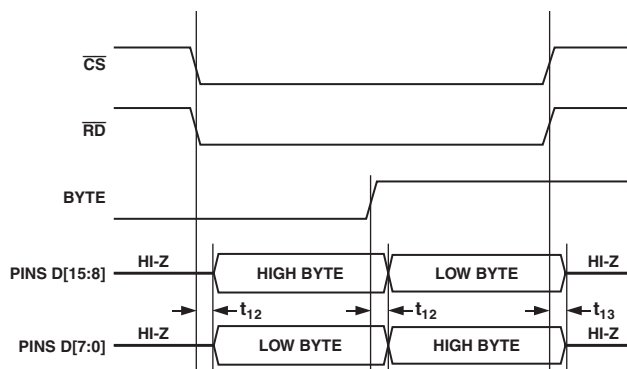 CS
RD
BYTE
PINS D[15:8] HI-Z HIGH BYTE LOW BYTE HI-Z
t12 t12 t13
PINS D[7:0] HI-Z LOW BYTE HIGH BYTE HI-Z